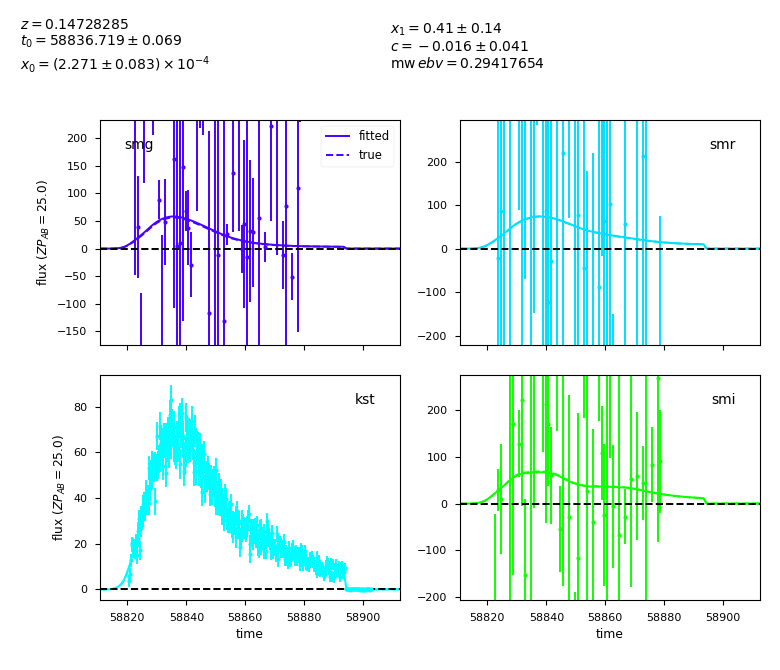 z = 0.14728285
t₀ = 58836.719 ± 0.069
x₀ = (2.271 ± 0.083) × 10⁻⁴
x₁ = 0.41 ± 0.14
c = −0.016 ± 0.041
mw ebv = 0.29417654
smg
fitted
true
200
150
100
50
0
−50
−100
−150
flux (ZP_AB = 25.0)
smr
200
100
0
−100
−200
kst
80
60
40
20
0
flux (ZP_AB = 25.0)
58820 58840 58860 58880 58900
time
smi
200
100
0
−100
−200
58820 58840 58860 58880 58900
time